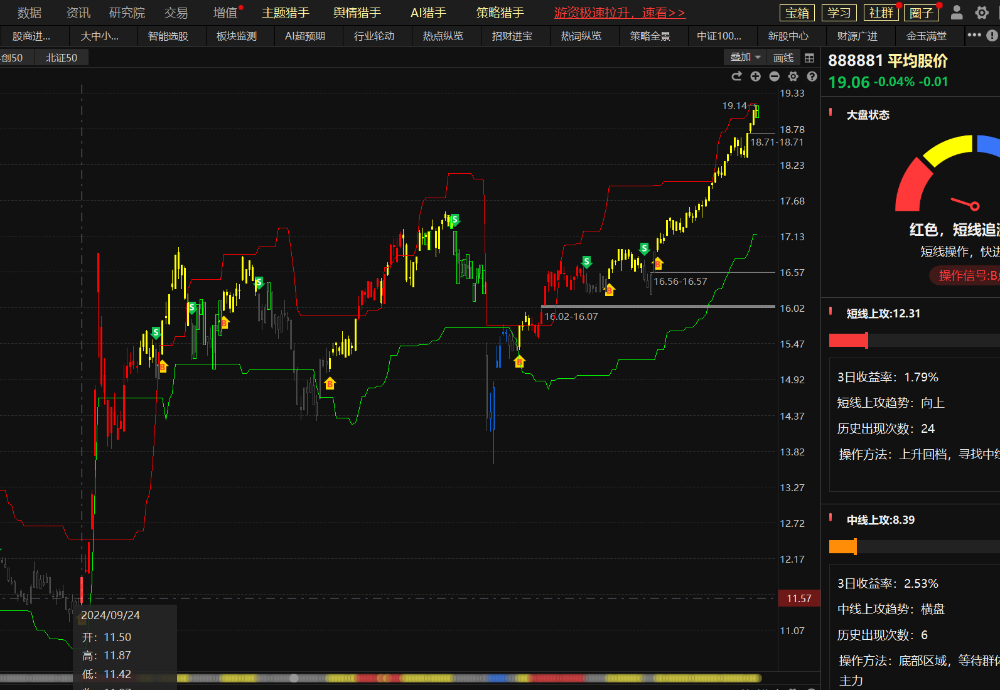 数据 资讯 研究院 交易 增值 主题猎手 舆情猎手 AI猎手 策略猎手 游资极速拉升，速看>> 宝箱 学习 社群 圈子
股商进... 大中小... 智能选股 板块监测 AI超预期 行业轮动 热点纵览 招财进宝 热词纵览 策略全景 中证100... 新股中心 财源广进 金玉满堂
创50 北证50 叠加 画线
888881 平均股价
19.06 -0.04% -0.01
大盘状态
红色，短线追
短线操作，快进
操作信号:B
短线上攻:12.31
3日收益率：1.79%
短线上攻趋势：向上
历史出现次数：24
操作方法：上升回档，寻找中
中线上攻:8.39
3日收益率：2.53%
中线上攻趋势：横盘
历史出现次数：6
操作方法：底部区域，等待群
主力
19.33
18.78
18.23
17.68
17.13
16.57
16.02
15.47
14.92
14.37
13.82
13.27
12.72
12.17
11.57
11.07
19.14
18.71-18.71
16.56-16.57
16.02-16.07
S
B
S
B
S
B
S
B
S
B
S
B
2024/09/24
开：11.50
高：11.87
低：11.42